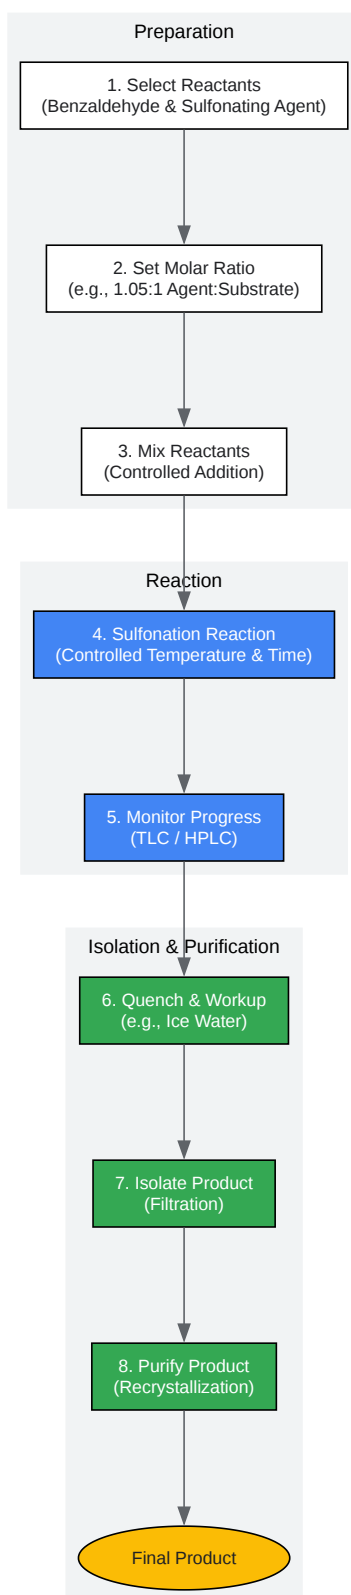 Preparation
1. Select Reactants
(Benzaldehyde & Sulfonating Agent)
2. Set Molar Ratio
(e.g., 1.05:1 Agent:Substrate)
3. Mix Reactants
(Controlled Addition)
Reaction
4. Sulfonation Reaction
(Controlled Temperature & Time)
5. Monitor Progress
(TLC / HPLC)
Isolation & Purification
6. Quench & Workup
(e.g., Ice Water)
7. Isolate Product
(Filtration)
8. Purify Product
(Recrystallization)
Final Product